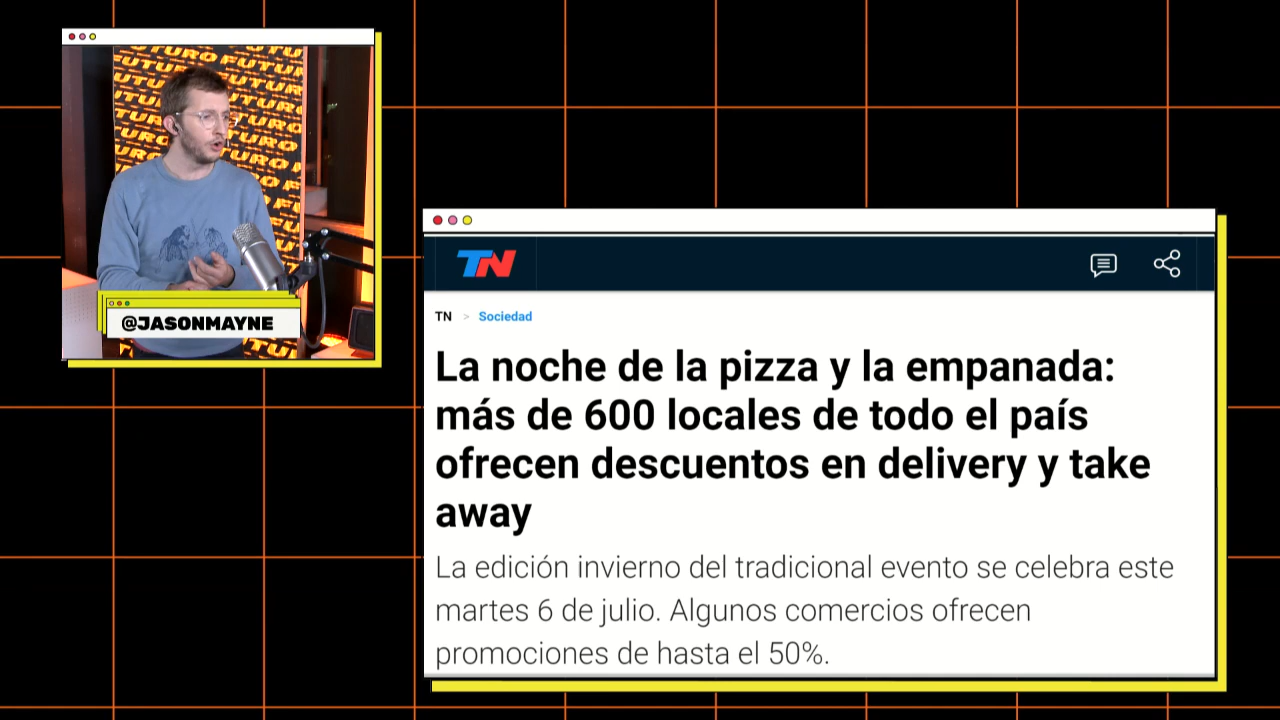 FUTURO
@JASONMAYNE
TN
TN > Sociedad
La noche de la pizza y la empanada:
más de 600 locales de todo el país
ofrecen descuentos en delivery y take
away
La edición invierno del tradicional evento se celebra este
martes 6 de julio. Algunos comercios ofrecen
promociones de hasta el 50%.